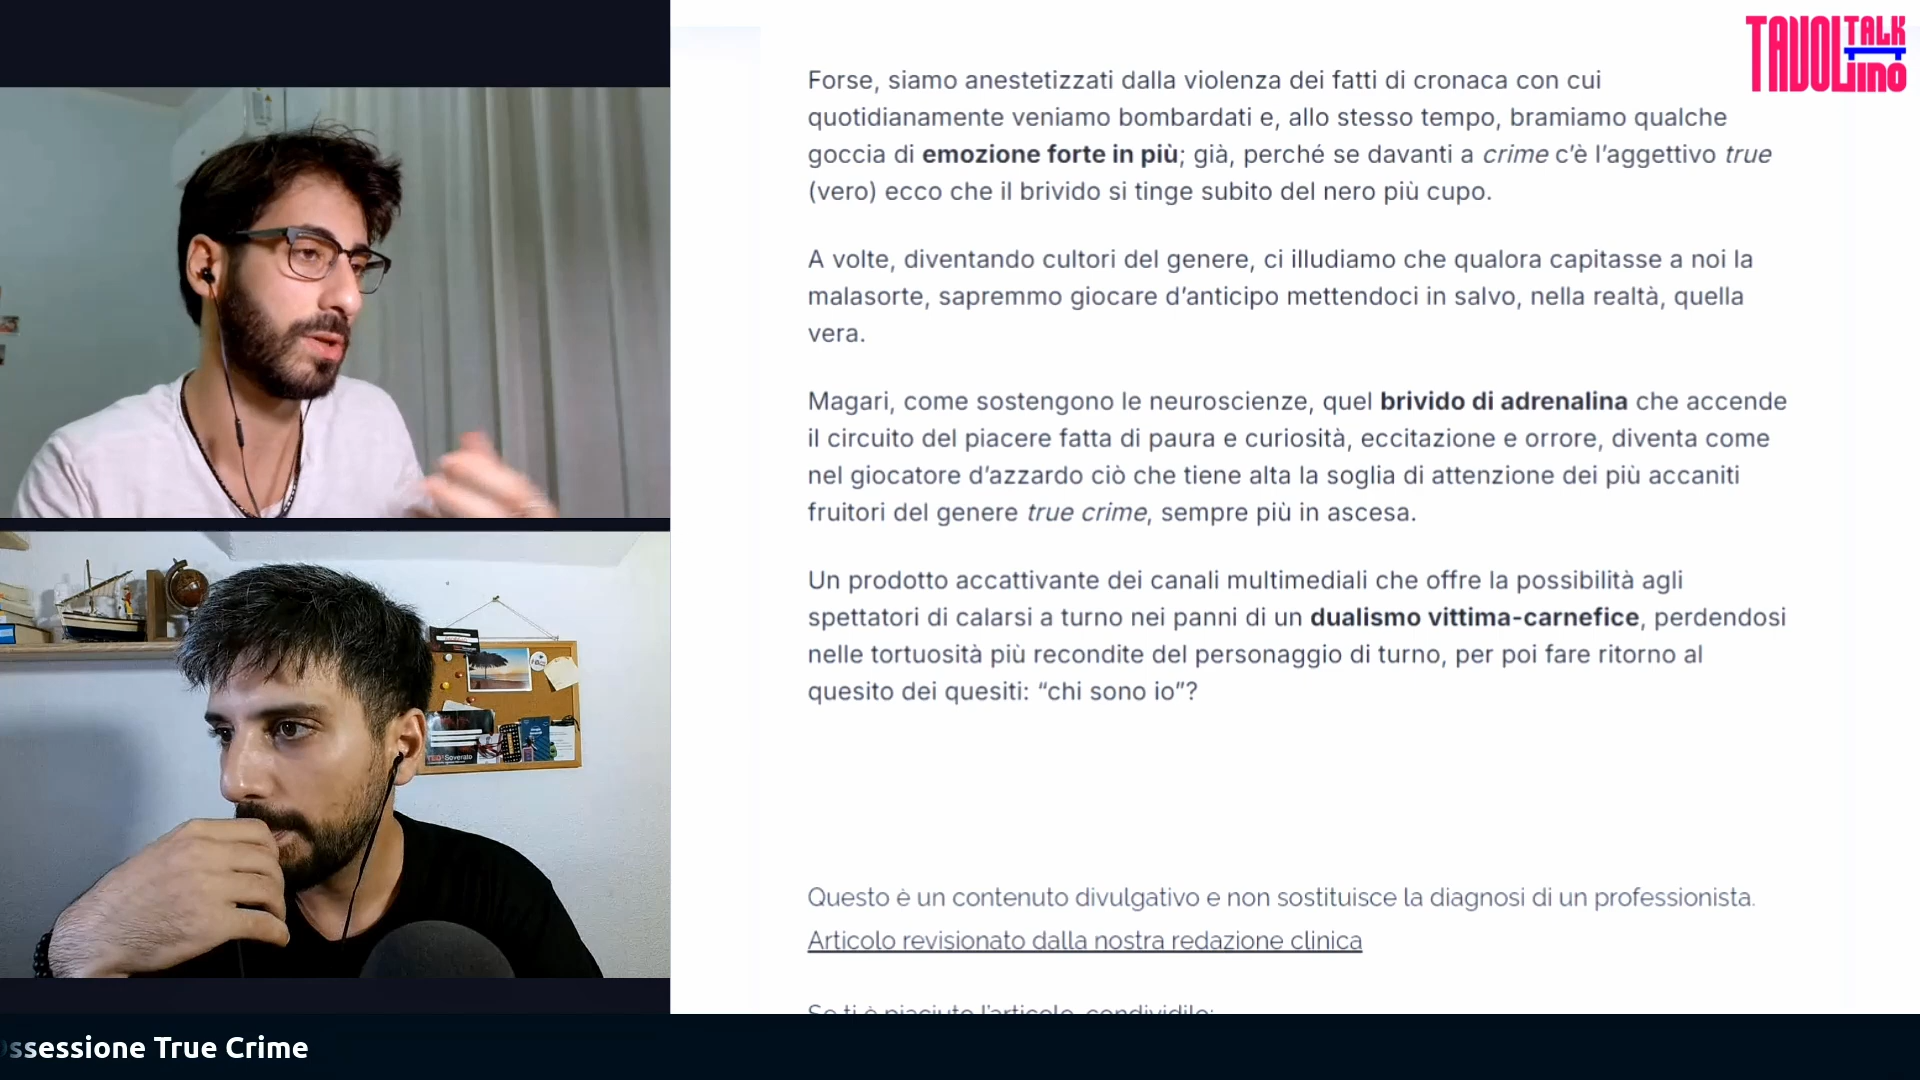 TAVOLINO TALK
Forse, siamo anestetizzati dalla violenza dei fatti di cronaca con cui
quotidianamente veniamo bombardati e, allo stesso tempo, bramiamo qualche
goccia di emozione forte in più; già, perché se davanti a crime c’è l’aggettivo true
(vero) ecco che il brivido si tinge subito del nero più cupo.
A volte, diventando cultori del genere, ci illudiamo che qualora capitasse a noi la
malasorte, sapremmo giocare d’anticipo mettendoci in salvo, nella realtà, quella
vera.
Magari, come sostengono le neuroscienze, quel brivido di adrenalina che accende
il circuito del piacere fatta di paura e curiosità, eccitazione e orrore, diventa come
nel giocatore d’azzardo ciò che tiene alta la soglia di attenzione dei più accaniti
fruitori del genere true crime, sempre più in ascesa.
Un prodotto accattivante dei canali multimediali che offre la possibilità agli
spettatori di calarsi a turno nei panni di un dualismo vittima-carnefice, perdendosi
nelle tortuosità più recondite del personaggio di turno, per poi fare ritorno al
quesito dei quesiti: “chi sono io”?
Questo è un contenuto divulgativo e non sostituisce la diagnosi di un professionista.
Articolo revisionato dalla nostra redazione clinica
Se ti è piaciuto l’articolo, condividilo:
TEDxSoverato
ossessione True Crime